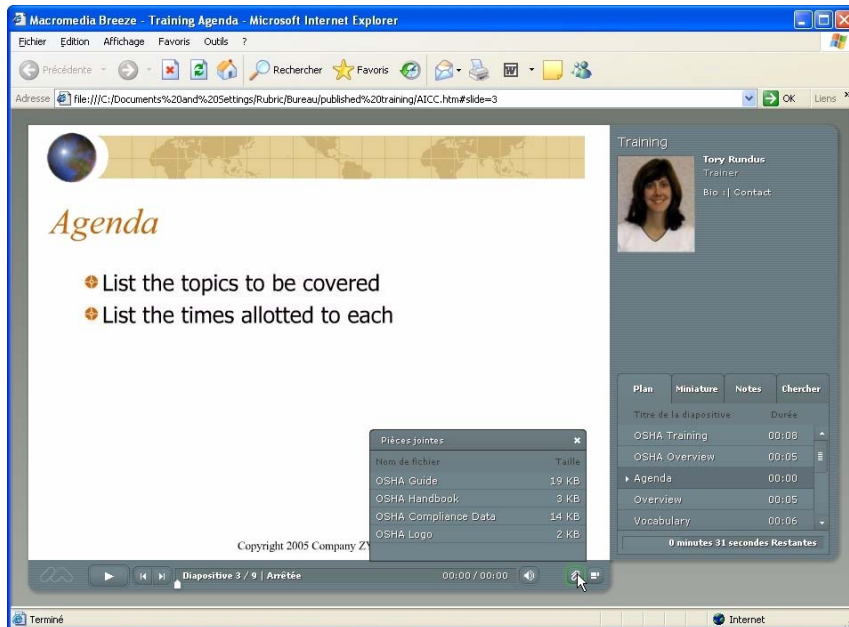 Macromedia Breeze - Training Agenda - Microsoft Internet Explorer
Fichier Edition Affichage Favoris Outils ?
Précédente Rechercher Favoris
Adresse file:///C:/Documents%20and%20Settings/Rubric/Bureau/published%20training/AICC.htm#slide=3 OK Liens »
Training
Tory Rundus
Trainer
Bio :| Contact
Agenda
List the topics to be covered
List the times allotted to each
Plan Miniature Notes Chercher
Titre de la diapositive Durée
OSHA Training 00:08
OSHA Overview 00:05
Agenda 00:00
Overview 00:05
Vocabulary 00:06
0 minutes 31 secondes Restantes
Pièces jointes
Nom de fichier Taille
OSHA Guide 19 KB
OSHA Handbook 3 KB
OSHA Compliance Data 14 KB
OSHA Logo 2 KB
Copyright 2005 Company ZY
Diapositive 3 / 9 | Arrêtée 00:00 / 00:00
Terminé Internet